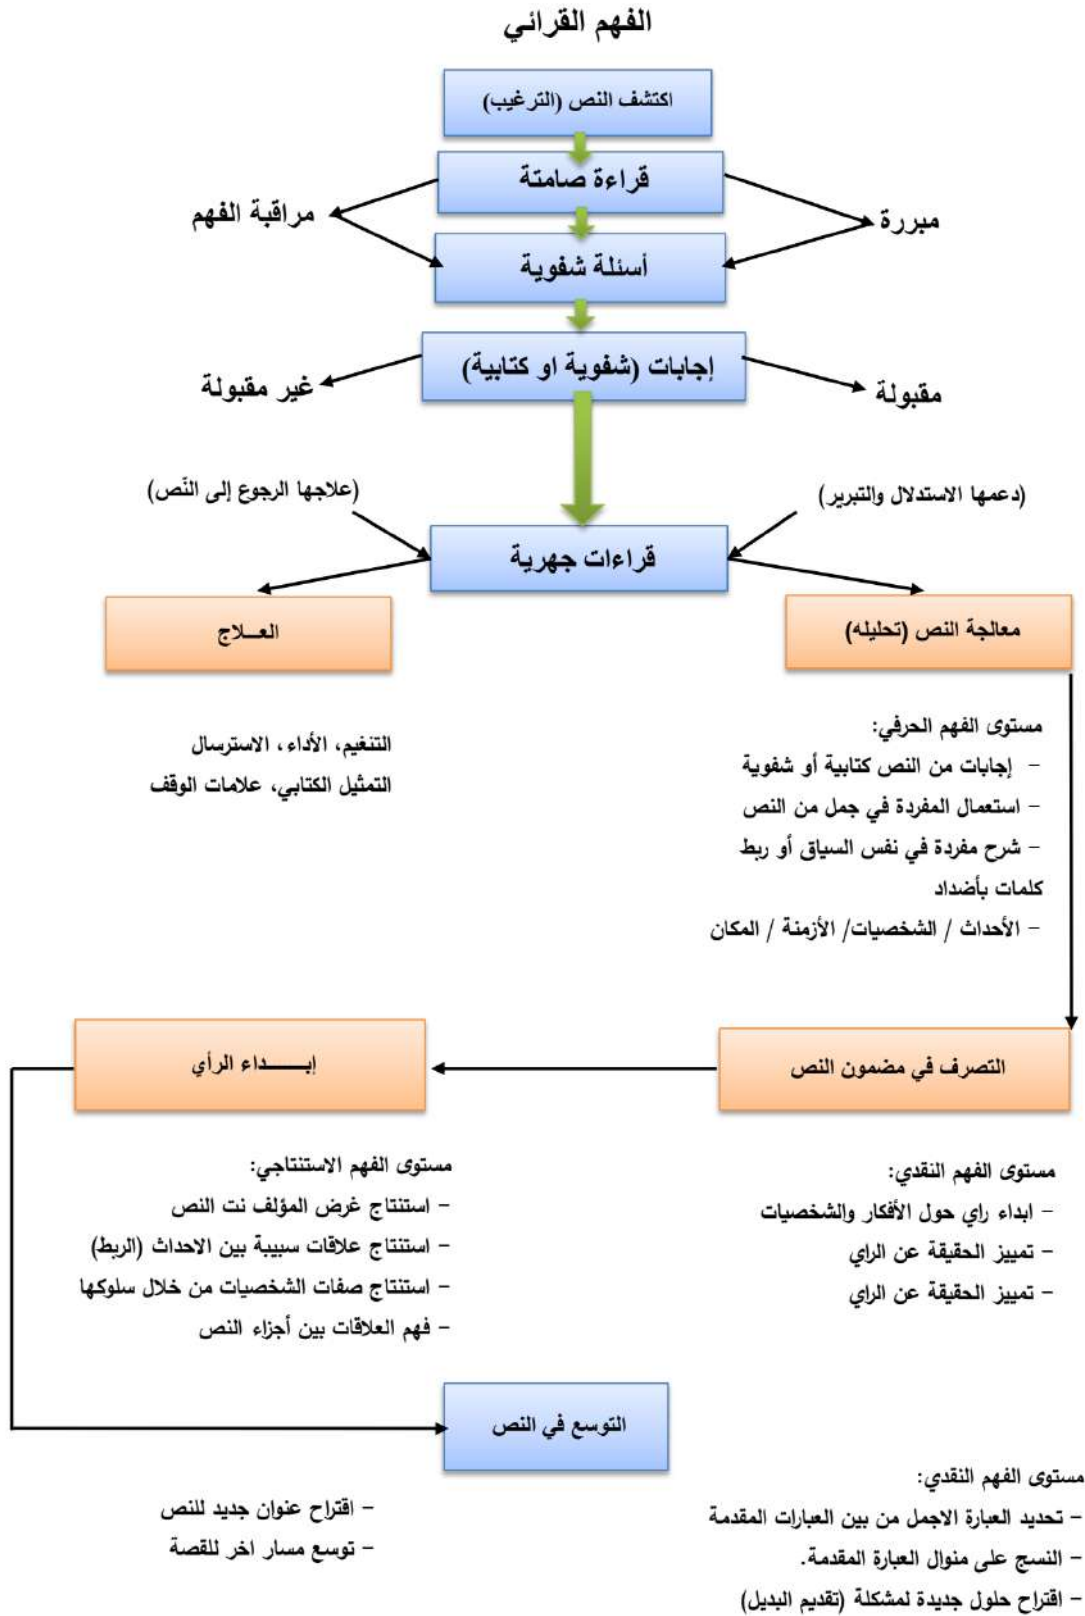 الفهم القرائي
اكتشف النص (الترغيب)
قراءة صامتة
مبررة
مراقبة الفهم
أسئلة شفوية
إجابات (شفوية او كتابية)
مقبولة
غير مقبولة
(دعمها الاستدلال والتبرير)
(علاجها الرجوع إلى النّص)
قراءات جهرية
معالجة النص (تحليله)
العـــلاج
مستوى الفهم الحرفي:
- إجابات من النص كتابية أو شفوية
- استعمال المفردة في جمل من النص
- شرح مفردة في نفس السياق أو ربط
كلمات بأضداد
- الأحداث / الشخصيات/ الأزمنة / المكان
التنغيم، الأداء، الاسترسال
التمثيل الكتابي، علامات الوقف
التصرف في مضمون النص
إبـــــــداء الرأي
مستوى الفهم النقدي:
- ابداء راي حول الأفكار والشخصيات
- تمييز الحقيقة عن الراي
- تمييز الحقيقة عن الراي
مستوى الفهم الاستنتاجي:
- استنتاج غرض المؤلف نت النص
- استنتاج علاقات سبيبة بين الاحداث (الربط)
- استنتاج صفات الشخصيات من خلال سلوكها
- فهم العلاقات بين أجزاء النص
التوسع في النص
مستوى الفهم النقدي:
- تحديد العبارة الاجمل من بين العبارات المقدمة
- النسج على منوال العبارة المقدمة.
- اقتراح حلول جديدة لمشكلة (تقديم البديل)
- اقتراح عنوان جديد للنص
- توسع مسار اخر للقصة